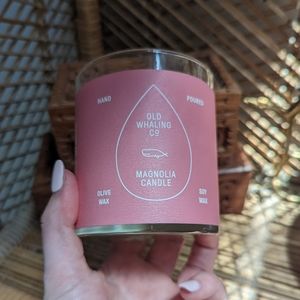 HAND POURED
OLD
WHALING
CO
MAGNOLIA
CANDLE
OLIVE
WAX
SOY
WAX